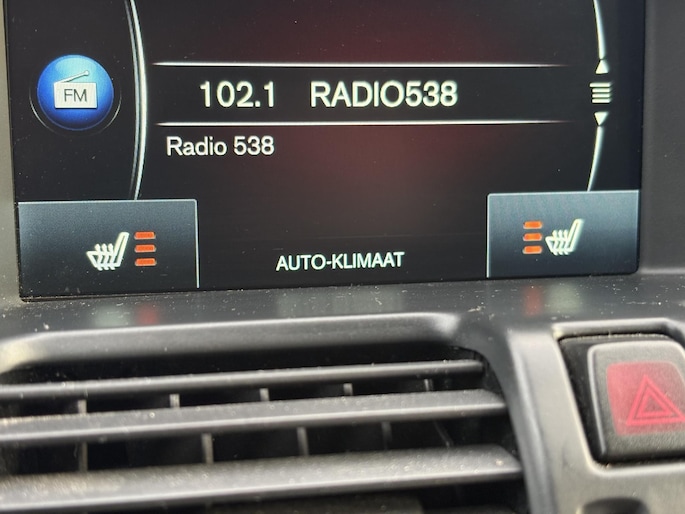 FM
102.1 RADIO538
Radio 538
AUTO-KLIMAAT